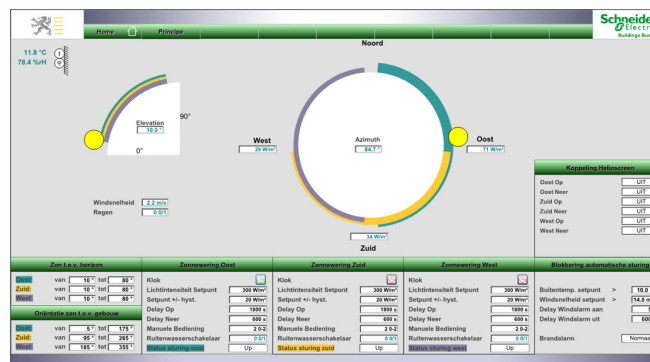 Schneider
Electric
Buildings Business
Home
Principe
Noord
11.8 °C
78.4 %rH
Elevation
10.0 °
90°
0°
West
29 W/m²
Azimuth
84.7 °
Oost
71 W/m²
34 W/m²
Zuid
Windsnelheid 2.2 m/s
Regen 0 0/1
Koppeling Helioscreen
Oost Op UIT
Oost Neer UIT
Zuid Op UIT
Zuid Neer UIT
West Op UIT
West Neer UIT
Zon t.o.v. horizon
Oost: van 10 ° tot 80 °
Zuid: van 10 ° tot 80 °
West: van 10 ° tot 80 °
Oriëntatie zon t.o.v. gebouw
Oost: van 5 ° tot 175 °
Zuid: van 95 ° tot 265 °
West: van 185 ° tot 355 °
Zonnewering Oost
Klok
Lichtintensiteit Setpunt 300 W/m²
Setpunt +/- hyst. 20 W/m²
Delay Op 1800 s
Delay Neer 600 s
Manuele Bediening 2 0-2
Ruitenwasserschakelaar 0 0/1
Status sturing oost Up
Zonnewering Zuid
Klok
Lichtintensiteit Setpunt 300 W/m²
Setpunt +/- hyst. 20 W/m²
Delay Op 1800 s
Delay Neer 600 s
Manuele Bediening 2 0-2
Ruitenwasserschakelaar 0 0/1
Status sturing zuid Up
Zonnewering West
Klok
Lichtintensiteit Setpunt 300 W/m²
Setpunt +/- hyst. 20 W/m²
Delay Op 1800 s
Delay Neer 600 s
Manuele Bediening 2 0-2
Ruitenwasserschakelaar 0 0/1
Status sturing west Up
Blokkering automatische sturing
Buitentemp. setpunt > 10.0
Windsnelheid setpunt > 14.0 m
Delay Windalarm aan
Delay Windalarm uit 600
Brandalarm Normaal